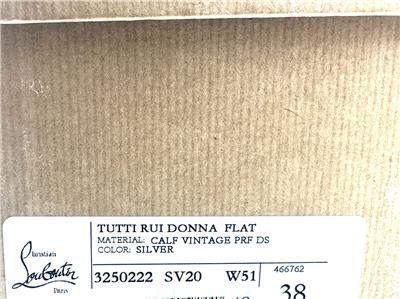 TUTTI RUI DONNA FLAT
MATERIAL: CALF VINTAGE PRF DS
COLOR: SILVER
Christian
Louboutin
Paris
3250222 SV20 W51 466762
38